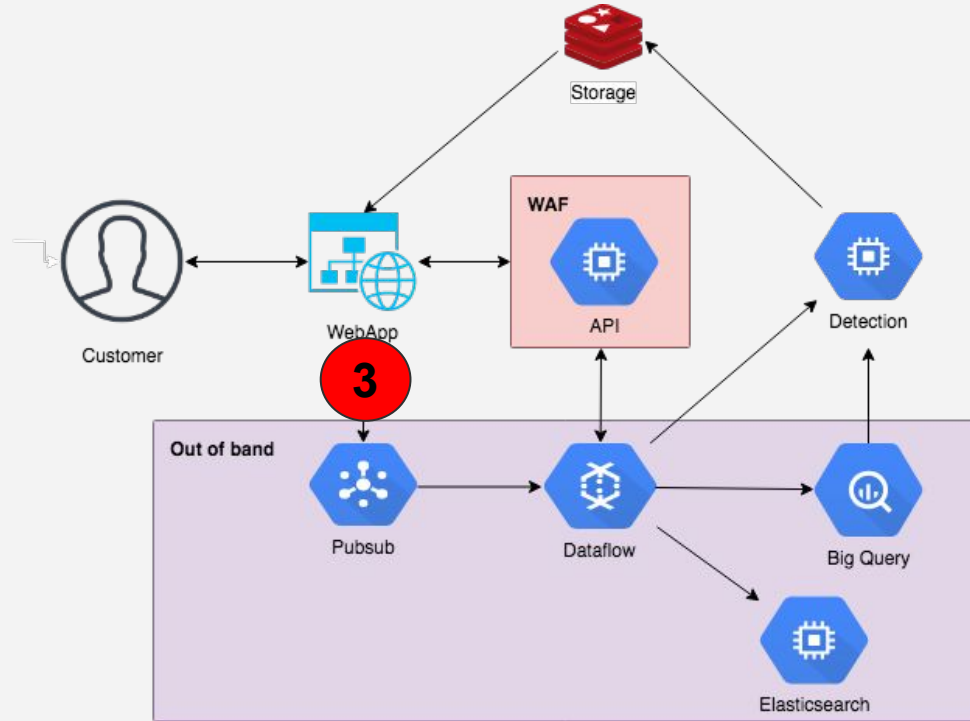 Storage
WAF
API
Detection
WebApp
Customer
3
Out of band
Pubsub
Dataflow
Big Query
Elasticsearch